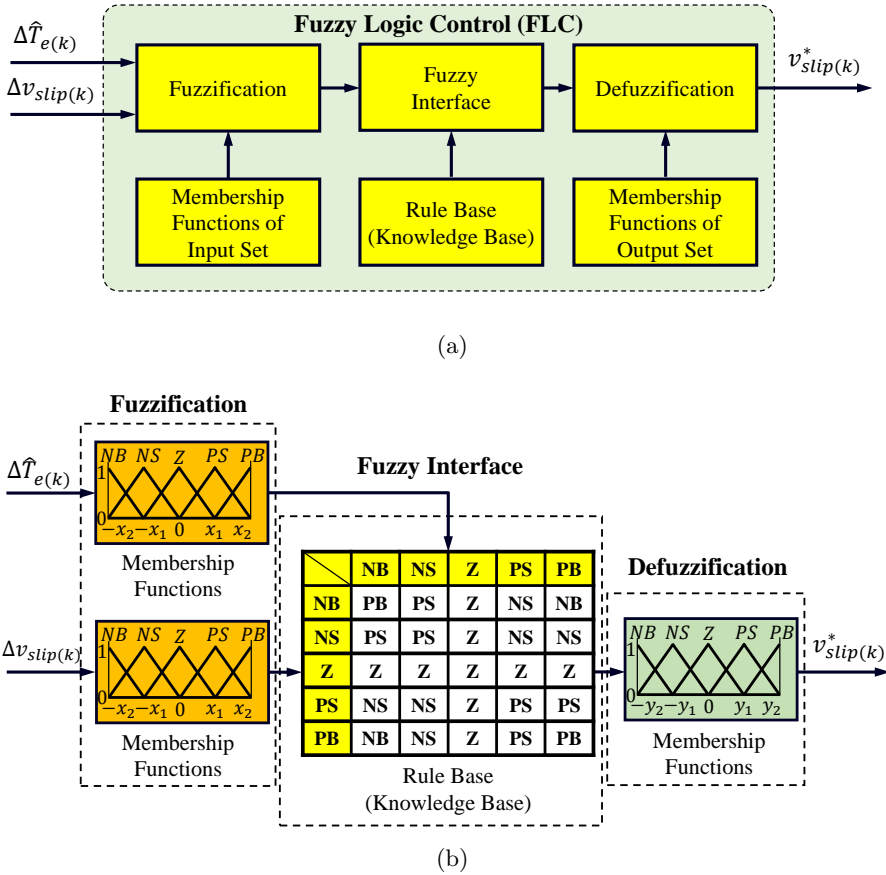 Fuzzy Logic Control (FLC)
ΔT̂e(k)
Δvslip(k)
Fuzzification
Fuzzy
Interface
Defuzzification
v*slip(k)
Membership
Functions of
Input Set
Rule Base
(Knowledge Base)
Membership
Functions of
Output Set
(a)
Fuzzification
ΔT̂e(k)
NB NS Z PS PB
1
0
−x2 −x1 0 x1 x2
Membership
Functions
Δvslip(k)
NB NS Z PS PB
1
0
−x2 −x1 0 x1 x2
Membership
Functions
Fuzzy Interface
NB NS Z PS PB
NB PB PS Z NS NB
NS PS PS Z NS NS
Z Z Z Z Z Z
PS NS NS Z PS PS
PB NB NS Z PS PB
Rule Base
(Knowledge Base)
Defuzzification
NB NS Z PS PB
1
0
−y2 −y1 0 y1 y2
Membership
Functions
v*slip(k)
(b)